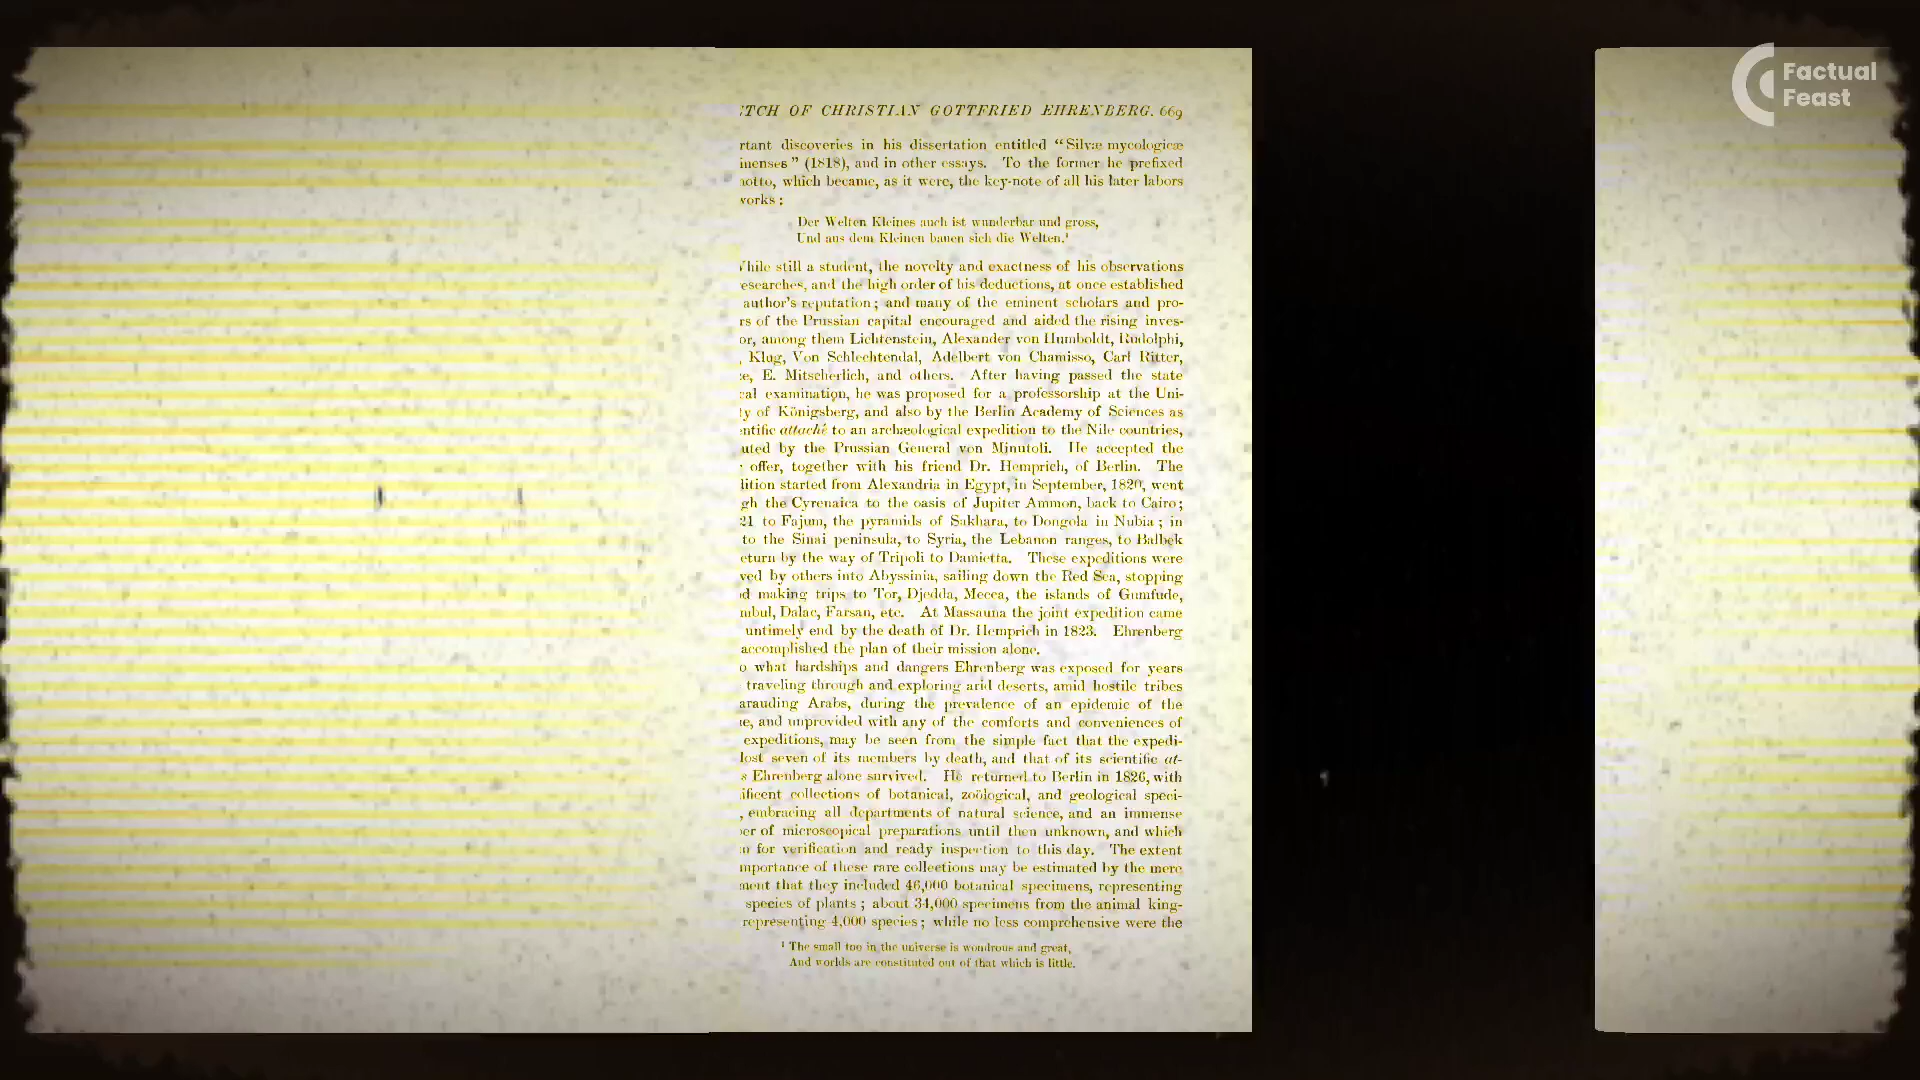 TCH OF CHRISTIAN GOTTFRIED EHRENBERG. 669
rtant discoveries in his dissertation entitled "Silvæ mycologicæ
inenses" (1818), and in other essays. To the former he prefixed
notto, which became, as it were, the key-note of all his later labors
works:
Der Welten Kleines auch ist wunderbar und gross,
Und aus dem Kleinen bauen sich die Welten.¹
hile still a student, the novelty and exactness of his observations
esearches, and the high order of his deductions, at once established
author's reputation; and many of the eminent scholars and pro-
rs of the Prussian capital encouraged and aided the rising inves-
or, among them Lichtenstein, Alexander von Humboldt, Rudolphi,
, Klug, Von Schlechtendal, Adelbert von Chamisso, Carl Ritter,
e, E. Mitscherlich, and others. After having passed the state
cal examination, he was proposed for a professorship at the Uni-
ty of Königsberg, and also by the Berlin Academy of Sciences as
entific attaché to an archæological expedition to the Nile countries,
uted by the Prussian General von Minutoli. He accepted the
offer, together with his friend Dr. Hemprich, of Berlin. The
lition started from Alexandria in Egypt, in September, 1820, went
gh the Cyrenaica to the oasis of Jupiter Ammon, back to Cairo;
21 to Fajum, the pyramids of Sakhara, to Dongola in Nubia; in
to the Sinai peninsula, to Syria, the Lebanon ranges, to Balbek
eturn by the way of Tripoli to Damietta. These expeditions were
ved by others into Abyssinia, sailing down the Red Sea, stopping
d making trips to Tor, Djedda, Mecca, the islands of Gumfude,
mbul, Dalac, Farsan, etc. At Massauna the joint expedition came
untimely end by the death of Dr. Hemprich in 1823. Ehrenberg
accomplished the plan of their mission alone.
o what hardships and dangers Ehrenberg was exposed for years
traveling through and exploring arid deserts, amid hostile tribes
arauding Arabs, during the prevalence of an epidemic of the
e, and unprovided with any of the comforts and conveniences of
expeditions, may be seen from the simple fact that the expedi-
lost seven of its members by death, and that of its scientific at-
s Ehrenberg alone survived. He returned to Berlin in 1826, with
ificent collections of botanical, zoölogical, and geological speci-
, embracing all departments of natural science, and an immense
er of microscopical preparations until then unknown, and which
n for verification and ready inspection to this day. The extent
mportance of these rare collections may be estimated by the mere
ment that they included 46,000 botanical specimens, representing
species of plants; about 34,000 specimens from the animal king-
representing 4,000 species; while no less comprehensive were the
¹ The small too in the universe is wondrous and great,
And worlds are constituted out of that which is little.
Factual
Feast